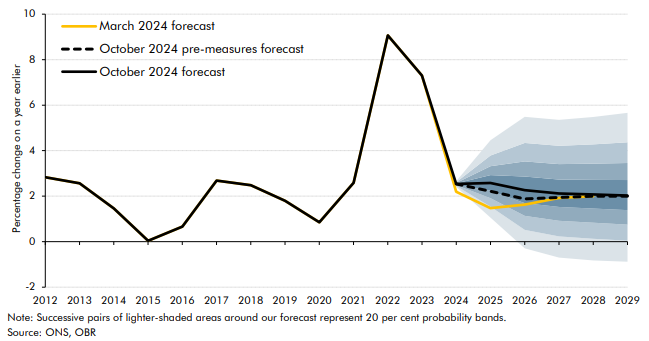 10
March 2024 forecast
October 2024 pre-measures forecast
8
October 2024 forecast
6
4
2
0
-2
Percentage change on a year earlier
2012 2013 2014 2015 2016 2017 2018 2019 2020 2021 2022 2023 2024 2025 2026 2027 2028 2029
Note: Successive pairs of lighter-shaded areas around our forecast represent 20 per cent probability bands.
Source: ONS, OBR